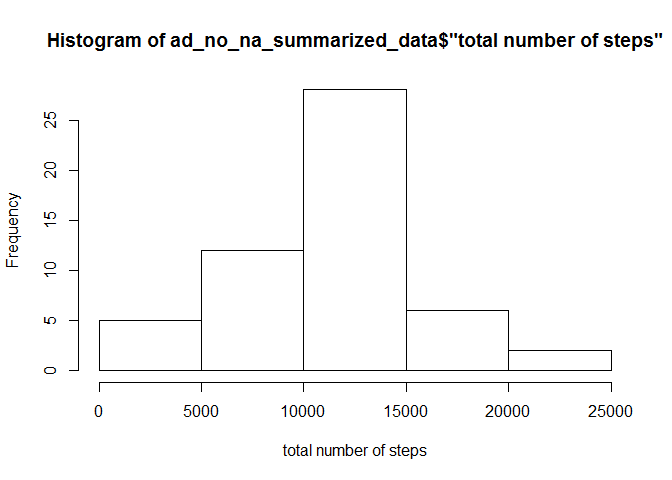 Histogram of ad_no_na_summarized_data$"total number of steps"
Frequency
25
20
15
10
5
0
0 5000 10000 15000 20000 25000
total number of steps